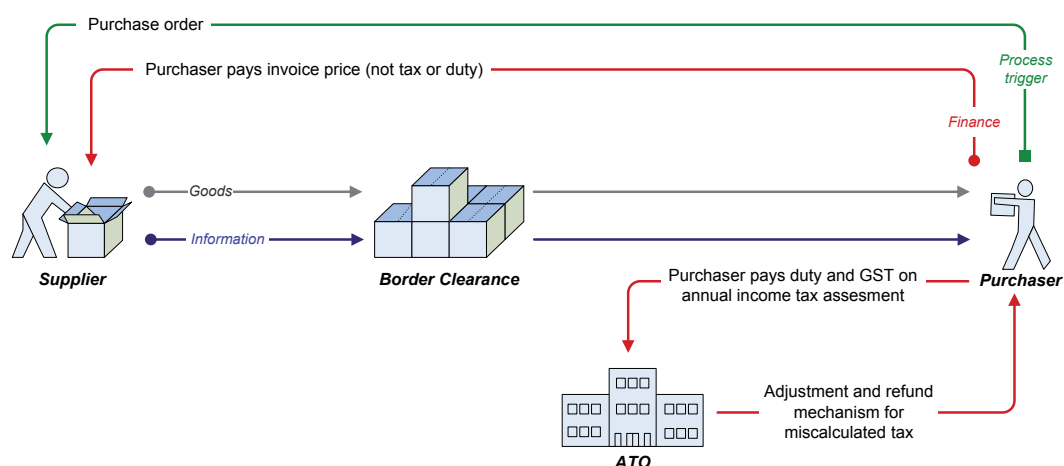 Purchase order
Purchaser pays invoice price (not tax or duty)
Process
trigger
Finance
Goods
Information
Supplier
Border Clearance
Purchaser
Purchaser pays duty and GST on
annual income tax assesment
Adjustment and refund
mechanism for
miscalculated tax
ATO